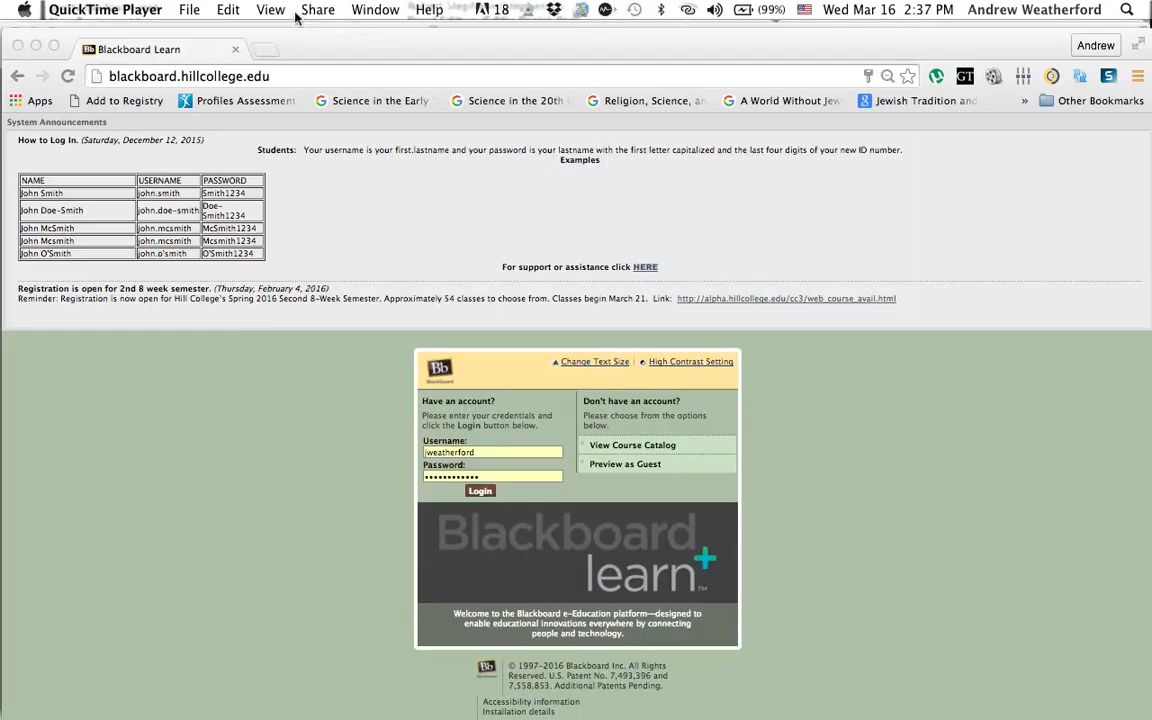 QuickTime Player File Edit View Share Window Help 18 (99%) Wed Mar 16 2:37 PM Andrew Weatherford
Bb Blackboard Learn Andrew
blackboard.hillcollege.edu GT S
Apps Add to Registry Profiles Assessment Science in the Early Science in the 20th Religion, Science, an A World Without Jew Jewish Tradition and » Other Bookmarks
System Announcements
How to Log In. (Saturday, December 12, 2015)
Students: Your username is your first.lastname and your password is your lastname with the first letter capitalized and the last four digits of your new ID number.
Examples
NAME USERNAME PASSWORD
John Smith john.smith Smith1234
John Doe-Smith john.doe-smith Doe-
Smith1234
John McSmith john.mcsmith McSmith1234
John Mcsmith john.mcsmith Mcsmith1234
John O'Smith john.o'smith O'Smith1234
For support or assistance click HERE
Registration is open for 2nd 8 week semester. (Thursday, February 4, 2016)
Reminder: Registration is now open for Hill College's Spring 2016 Second 8-Week Semester. Approximately 54 classes to choose from. Classes begin March 21. Link: http://alpha.hillcollege.edu/cc3/web_course_avail.html
Bb
Blackboard
Change Text Size High Contrast Setting
Have an account?
Please enter your credentials and
click the Login button below.
Username:
jweatherford
Password:
••••••••••••
Login
Don't have an account?
Please choose from the options
below.
View Course Catalog
Preview as Guest
Blackboard
learn+™
Welcome to the Blackboard e-Education platform—designed to
enable educational innovations everywhere by connecting
people and technology.
Bb
© 1997-2016 Blackboard Inc. All Rights
Reserved. U.S. Patent No. 7,493,396 and
7,558,853. Additional Patents Pending.
Accessibility information
Installation details